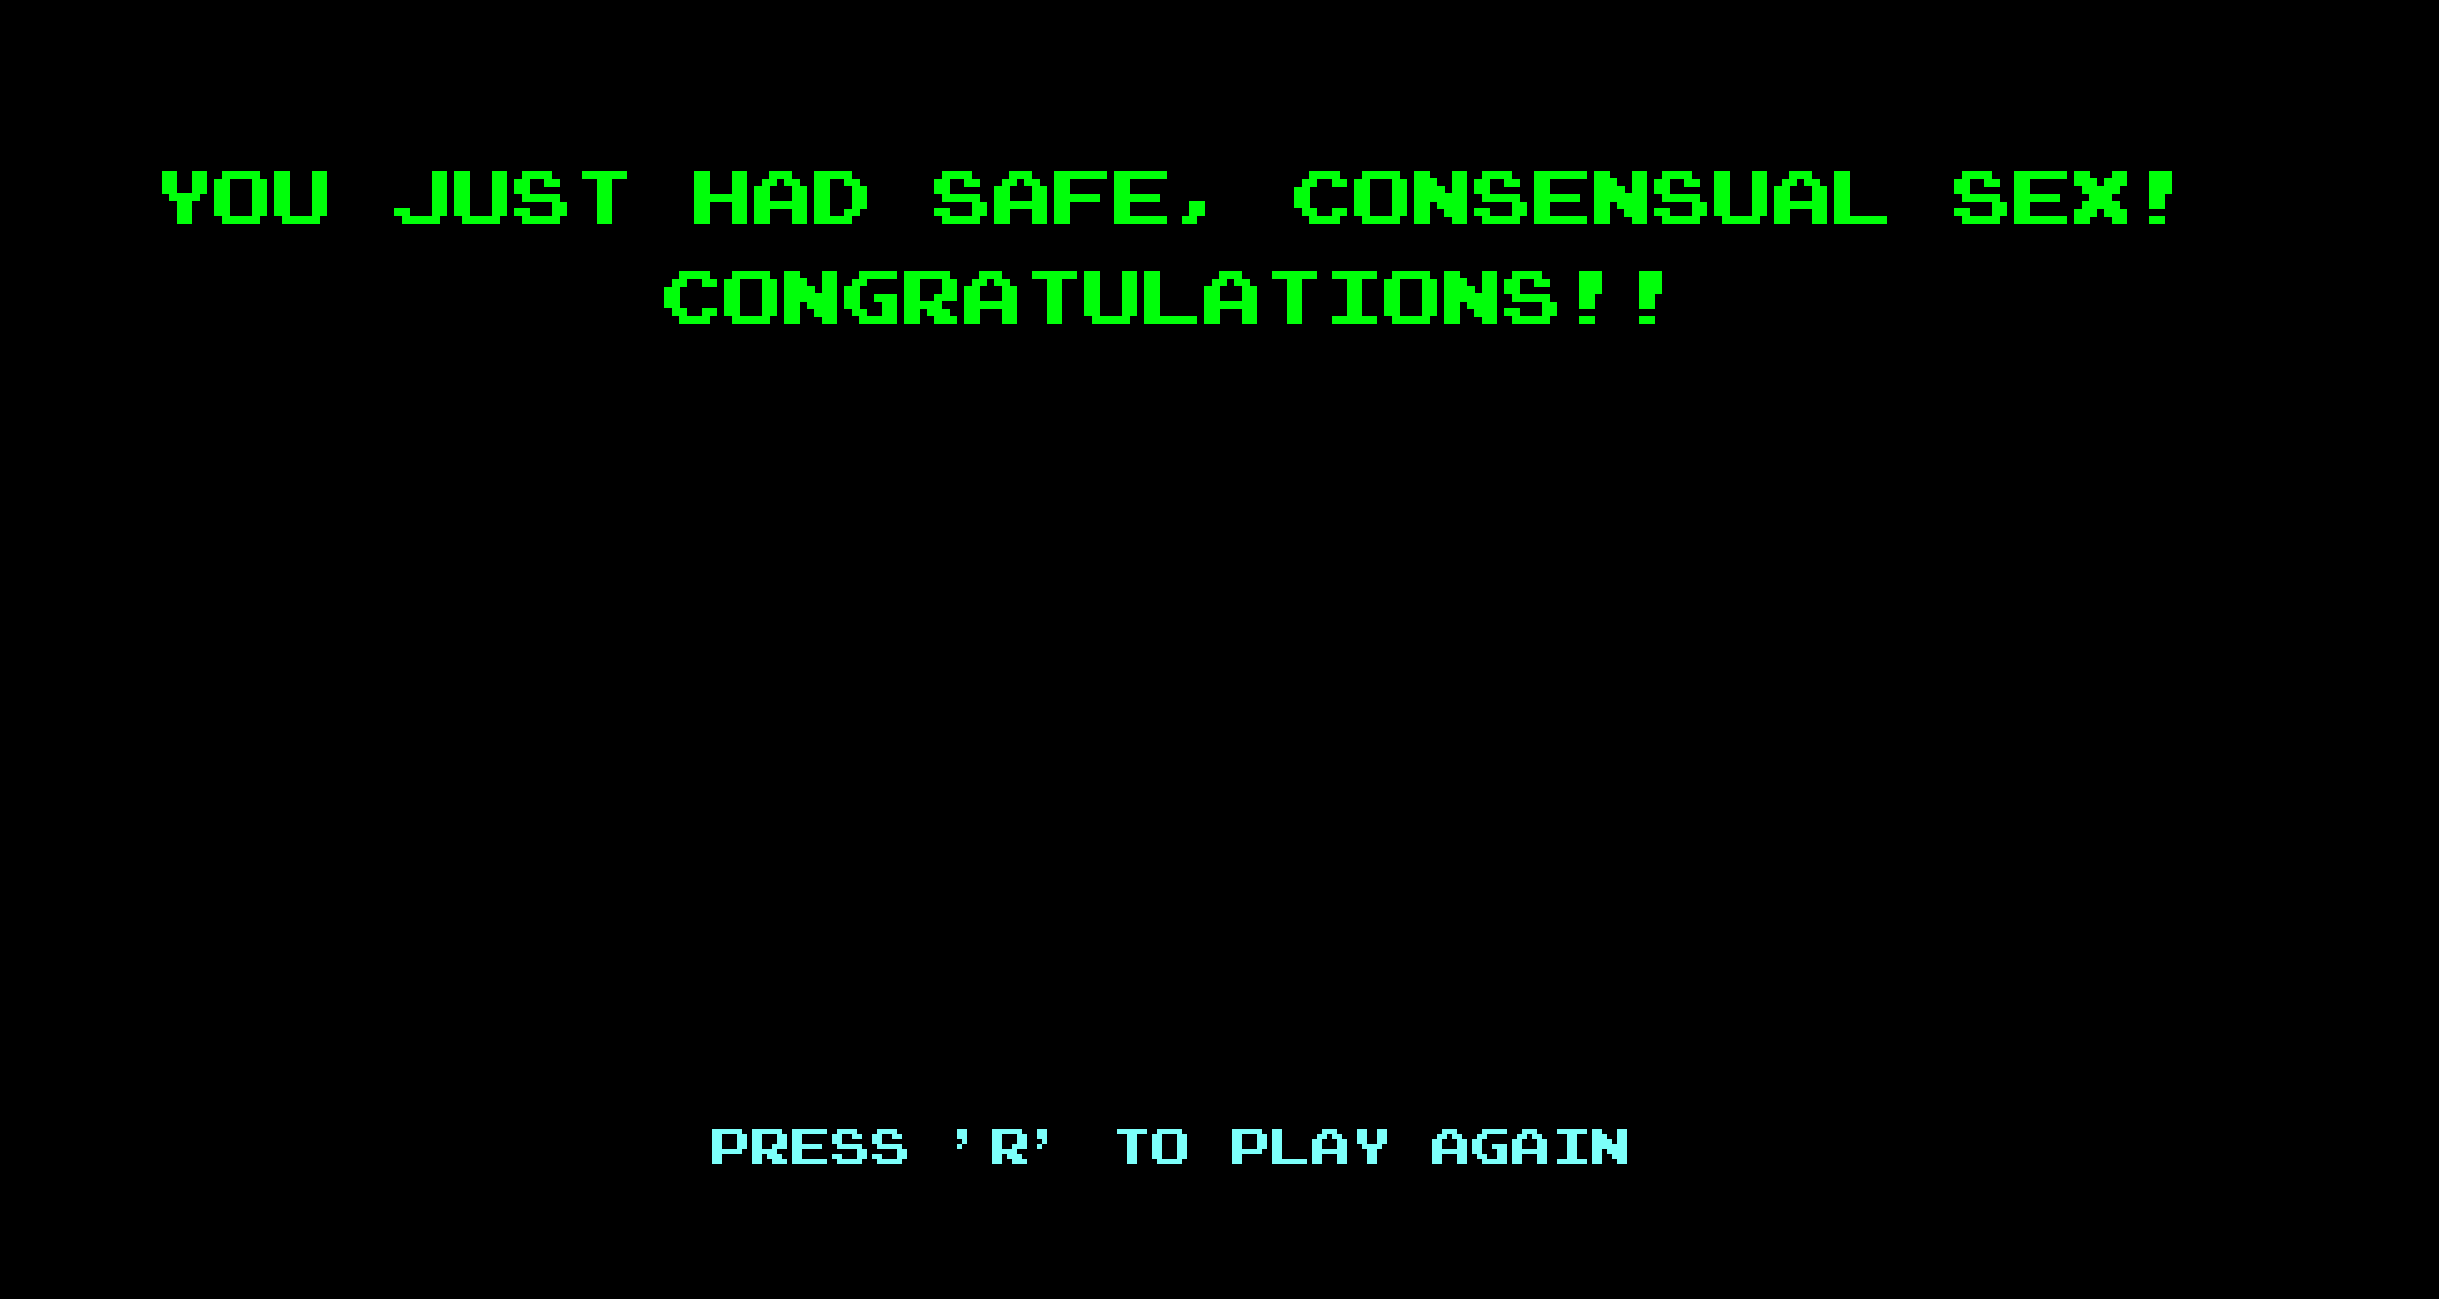 YOU JUST HAD SAFE, CONSENSUAL SEX!
CONGRATULATIONS!!
PRESS 'R' TO PLAY AGAIN